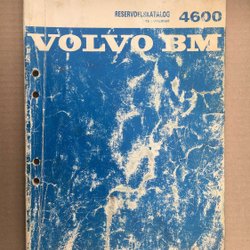 RESERVDELSKATALOG 4600
VOLVO BM